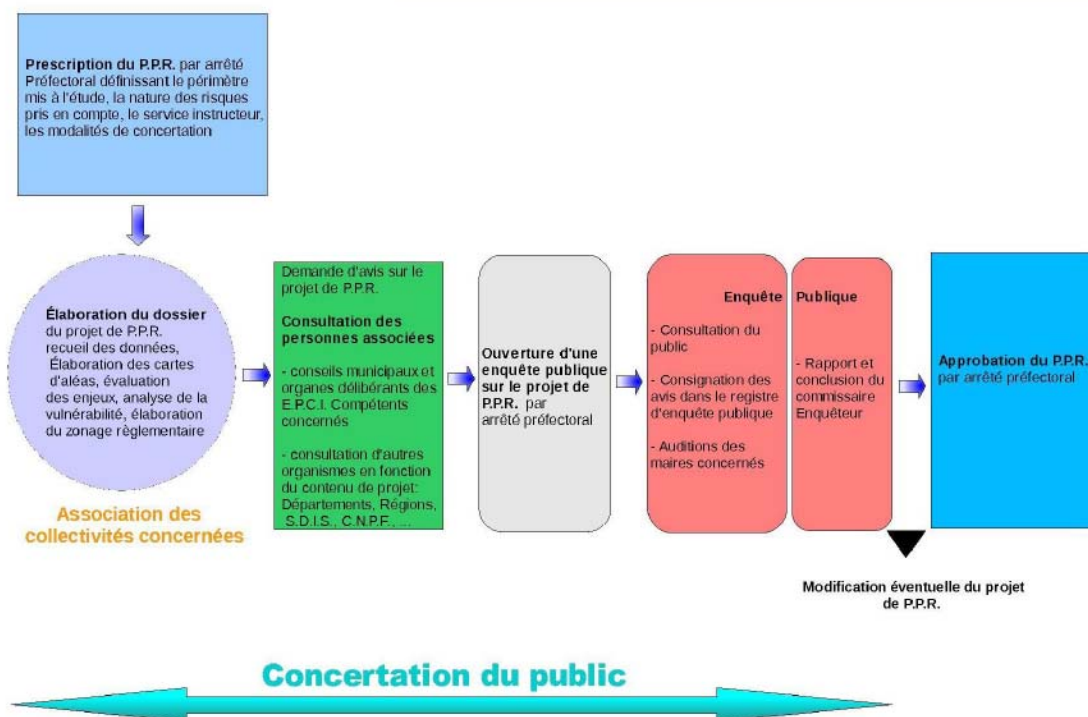 Prescription du P.P.R. par arrêté
Préfectoral définissant le périmètre
mis à l'étude, la nature des risques
pris en compte, le service instructeur,
les modalités de concertation
Élaboration du dossier
du projet de P.P.R.
recueil des données,
Élaboration des cartes
d'aléas, évaluation
des enjeux, analyse de la
vulnérabilité, élaboration
du zonage règlementaire
Association des
collectivités concernées
Demande d'avis sur le
projet de P.P.R.
Consultation des
personnes associées
- conseils municipaux et
organes délibérants des
E.P.C.I. Compétents
concernés
- consultation d'autres
organismes en fonction
du contenu de projet:
Départements, Régions,
S.D.I.S., C.N.P.F., ...
Ouverture d'une
enquête publique
sur le projet de
P.P.R. par
arrêté préfectoral
Enquête
- Consultation du
public
- Consignation des
avis dans le registre
d'enquête publique
- Auditions des
maires concernés
Publique
- Rapport et
conclusion du
commissaire
Enquêteur
Approbation du P.P.R.
par arrêté préfectoral
Modification éventuelle du projet
de P.P.R.
Concertation du public